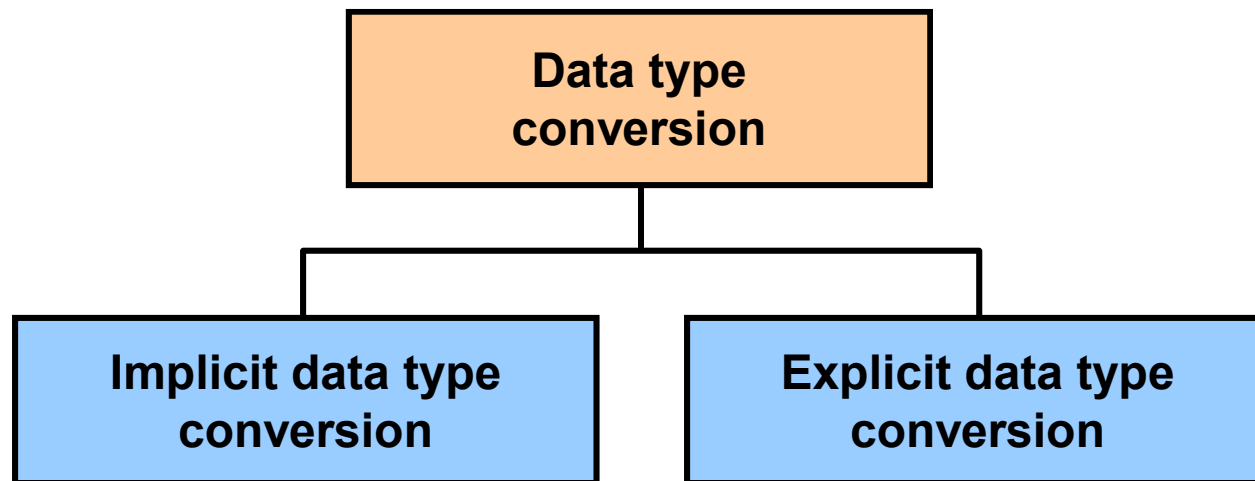 Data type
conversion
Implicit data type
conversion
Explicit data type
conversion